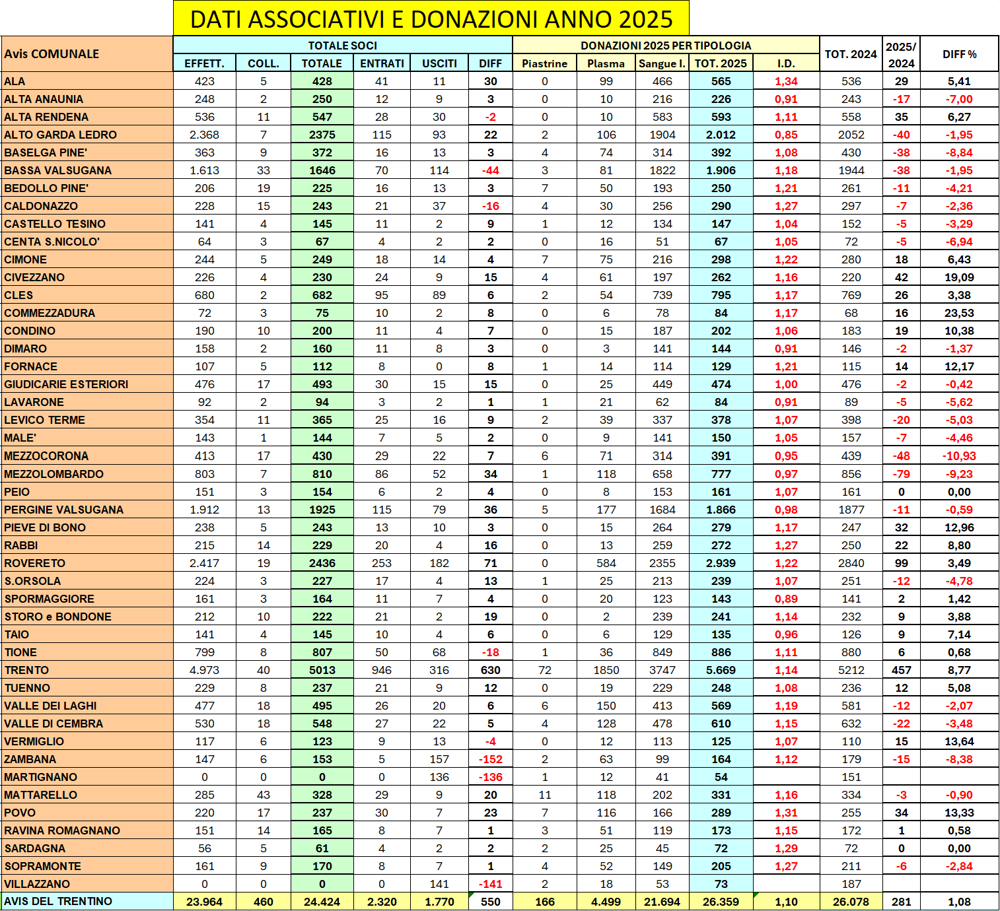 DATI ASSOCIATIVI E DONAZIONI ANNO 2025
Avis COMUNALE TOTALE SOCI DONAZIONI 2025 PER TIPOLOGIA TOT. 2024 2025/ 2024 DIFF %
EFFETT. COLL. TOTALE ENTRATI USCITI DIFF Piastrine Plasma Sangue I. TOT. 2025 I.D.
ALA 423 5 428 41 11 30 0 99 466 565 1,34 536 29 5,41
ALTA ANAUNIA 248 2 250 12 9 3 0 10 216 226 0,91 243 -17 -7,00
ALTA RENDENA 536 11 547 28 30 -2 0 10 583 593 1,11 558 35 6,27
ALTO GARDA LEDRO 2.368 7 2375 115 93 22 2 106 1904 2.012 0,85 2052 -40 -1,95
BASELGA PINE' 363 9 372 16 13 3 4 74 314 392 1,08 430 -38 -8,84
BASSA VALSUGANA 1.613 33 1646 70 114 -44 3 81 1822 1.906 1,18 1944 -38 -1,95
BEDOLLO PINE' 206 19 225 16 13 3 7 50 193 250 1,21 261 -11 -4,21
CALDONAZZO 228 15 243 21 37 -16 4 30 256 290 1,27 297 -7 -2,36
CASTELLO TESINO 141 4 145 11 2 9 1 12 134 147 1,04 152 -5 -3,29
CENTA S.NICOLO' 64 3 67 4 2 2 0 16 51 67 1,05 72 -5 -6,94
CIMONE 244 5 249 18 14 4 7 75 216 298 1,22 280 18 6,43
CIVEZZANO 226 4 230 24 9 15 4 61 197 262 1,16 220 42 19,09
CLES 680 2 682 95 89 6 2 54 739 795 1,17 769 26 3,38
COMMEZZADURA 72 3 75 10 2 8 0 6 78 84 1,17 68 16 23,53
CONDINO 190 10 200 11 4 7 0 15 187 202 1,06 183 19 10,38
DIMARO 158 2 160 11 8 3 0 3 141 144 0,91 146 -2 -1,37
FORNACE 107 5 112 8 0 8 1 14 114 129 1,21 115 14 12,17
GIUDICARIE ESTERIORI 476 17 493 30 15 15 0 25 449 474 1,00 476 -2 -0,42
LAVARONE 92 2 94 3 2 1 1 21 62 84 0,91 89 -5 -5,62
LEVICO TERME 354 11 365 25 16 9 2 39 337 378 1,07 398 -20 -5,03
MALE' 143 1 144 7 5 2 0 9 141 150 1,05 157 -7 -4,46
MEZZOCORONA 413 17 430 29 22 7 6 71 314 391 0,95 439 -48 -10,93
MEZZOLOMBARDO 803 7 810 86 52 34 1 118 658 777 0,97 856 -79 -9,23
PEIO 151 3 154 6 2 4 0 8 153 161 1,07 161 0 0,00
PERGINE VALSUGANA 1.912 13 1925 115 79 36 5 177 1684 1.866 0,98 1877 -11 -0,59
PIEVE DI BONO 238 5 243 13 10 3 0 15 264 279 1,17 247 32 12,96
RABBI 215 14 229 20 4 16 0 13 259 272 1,27 250 22 8,80
ROVERETO 2.417 19 2436 253 182 71 0 584 2355 2.939 1,22 2840 99 3,49
S.ORSOLA 224 3 227 17 4 13 1 25 213 239 1,07 251 -12 -4,78
SPORMAGGIORE 161 3 164 11 7 4 0 20 123 143 0,89 141 2 1,42
STORO e BONDONE 212 10 222 21 2 19 0 2 239 241 1,14 232 9 3,88
TAIO 141 4 145 10 4 6 0 6 129 135 0,96 126 9 7,14
TIONE 799 8 807 50 68 -18 1 36 849 886 1,11 880 6 0,68
TRENTO 4.973 40 5013 946 316 630 72 1850 3747 5.669 1,14 5212 457 8,77
TUENNO 229 8 237 21 9 12 0 19 229 248 1,08 236 12 5,08
VALLE DEI LAGHI 477 18 495 26 20 6 6 150 413 569 1,19 581 -12 -2,07
VALLE DI CEMBRA 530 18 548 27 22 5 4 128 478 610 1,15 632 -22 -3,48
VERMIGLIO 117 6 123 9 13 -4 0 12 113 125 1,07 110 15 13,64
ZAMBANA 147 6 153 5 157 -152 2 63 99 164 1,12 179 -15 -8,38
MARTIGNANO 0 0 0 0 136 -136 1 12 41 54 151
MATTARELLO 285 43 328 29 9 20 11 118 202 331 1,16 334 -3 -0,90
POVO 220 17 237 30 7 23 7 116 166 289 1,31 255 34 13,33
RAVINA ROMAGNANO 151 14 165 8 7 1 3 51 119 173 1,15 172 1 0,58
SARDAGNA 56 5 61 4 2 2 2 25 45 72 1,29 72 0 0,00
SOPRAMONTE 161 9 170 8 7 1 4 52 149 205 1,27 211 -6 -2,84
VILLAZZANO 0 0 0 0 141 -141 2 18 53 73 187
AVIS DEL TRENTINO 23.964 460 24.424 2.320 1.770 550 166 4.499 21.694 26.359 1,10 26.078 281 1,08